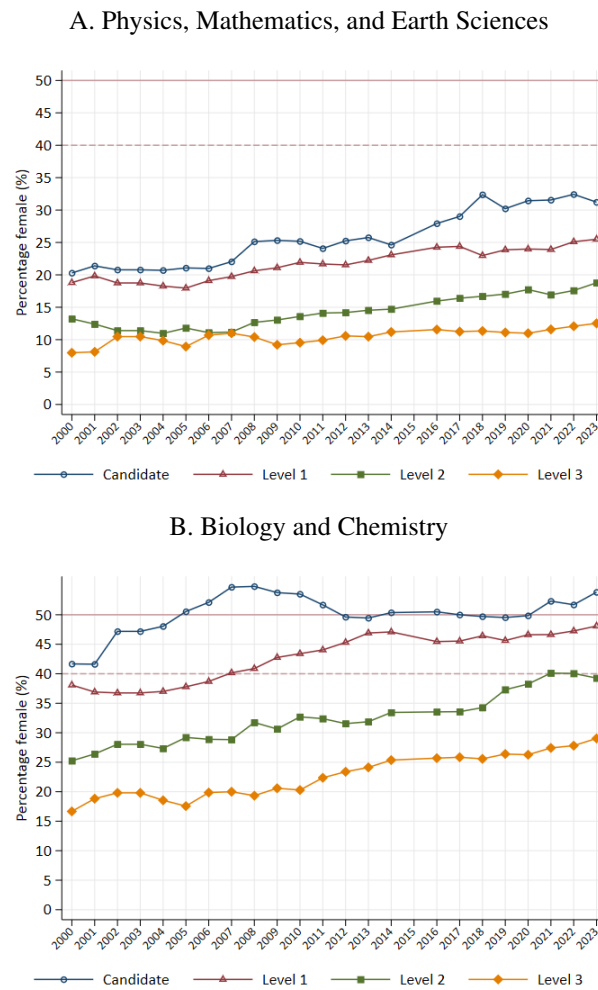 A. Physics, Mathematics, and Earth Sciences
Percentage female (%)
50
45
40
35
30
25
20
15
10
5
0
2000 2001 2002 2003 2004 2005 2006 2007 2008 2009 2010 2011 2012 2013 2014 2015 2016 2017 2018 2019 2020 2021 2022 2023
Candidate Level 1 Level 2 Level 3
B. Biology and Chemistry
Percentage female (%)
50
45
40
35
30
25
20
15
10
5
0
2000 2001 2002 2003 2004 2005 2006 2007 2008 2009 2010 2011 2012 2013 2014 2015 2016 2017 2018 2019 2020 2021 2022 2023
Candidate Level 1 Level 2 Level 3